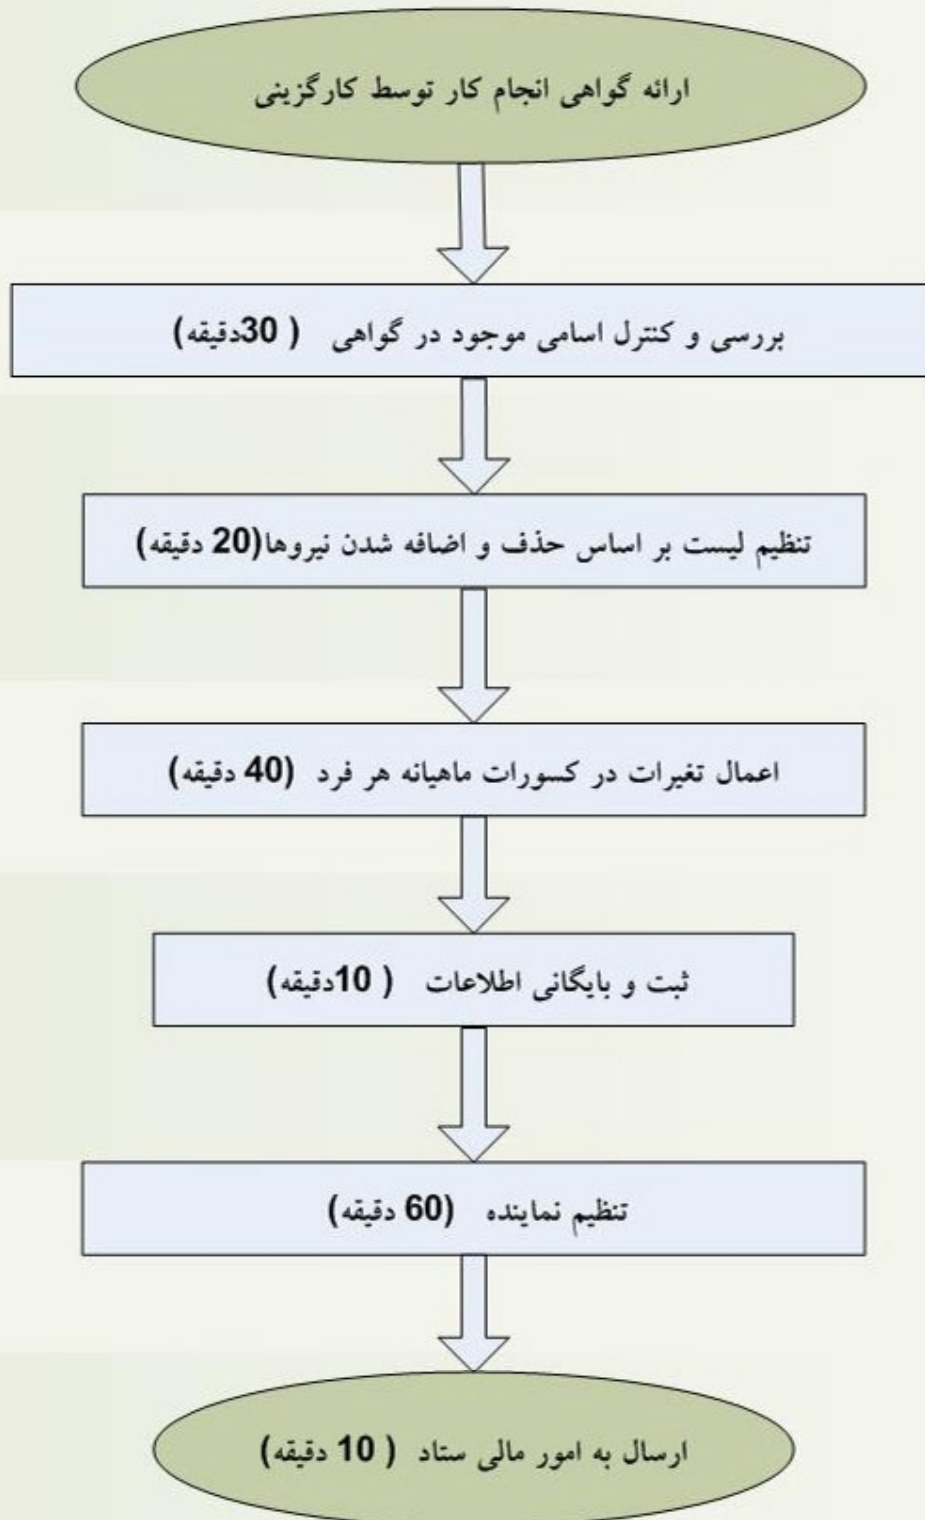 ارائه گواهی انجام کار توسط کارگزینی
بررسی و کنترل اسامی موجود در گواهی ( 30دقیقه)
تنظیم لیست بر اساس حذف و اضافه شدن نیروها(20 دقیقه)
اعمال تغیرات در کسورات ماهیانه هر فرد (40 دقیقه)
ثبت و بایگانی اطلاعات ( 10دقیقه)
تنظیم نماینده (60 دقیقه)
ارسال به امور مالی ستاد ( 10 دقیقه)